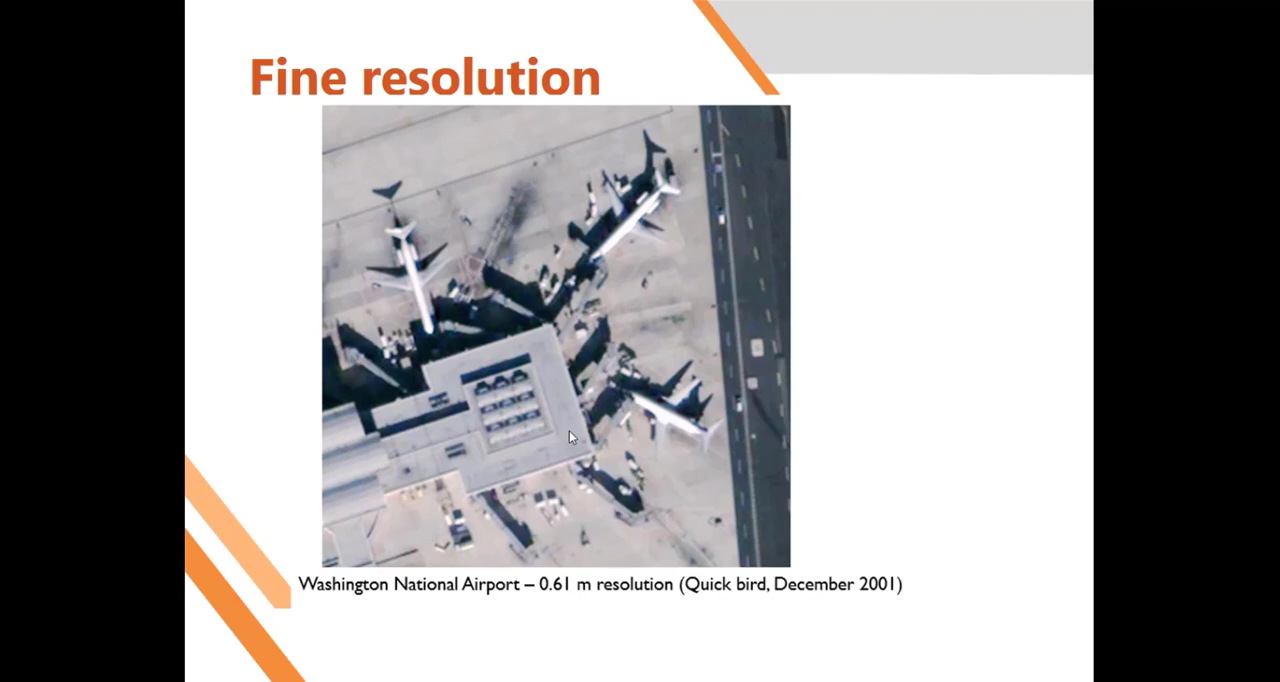 Fine resolution
Washington National Airport – 0.61 m resolution (Quick bird, December 2001)